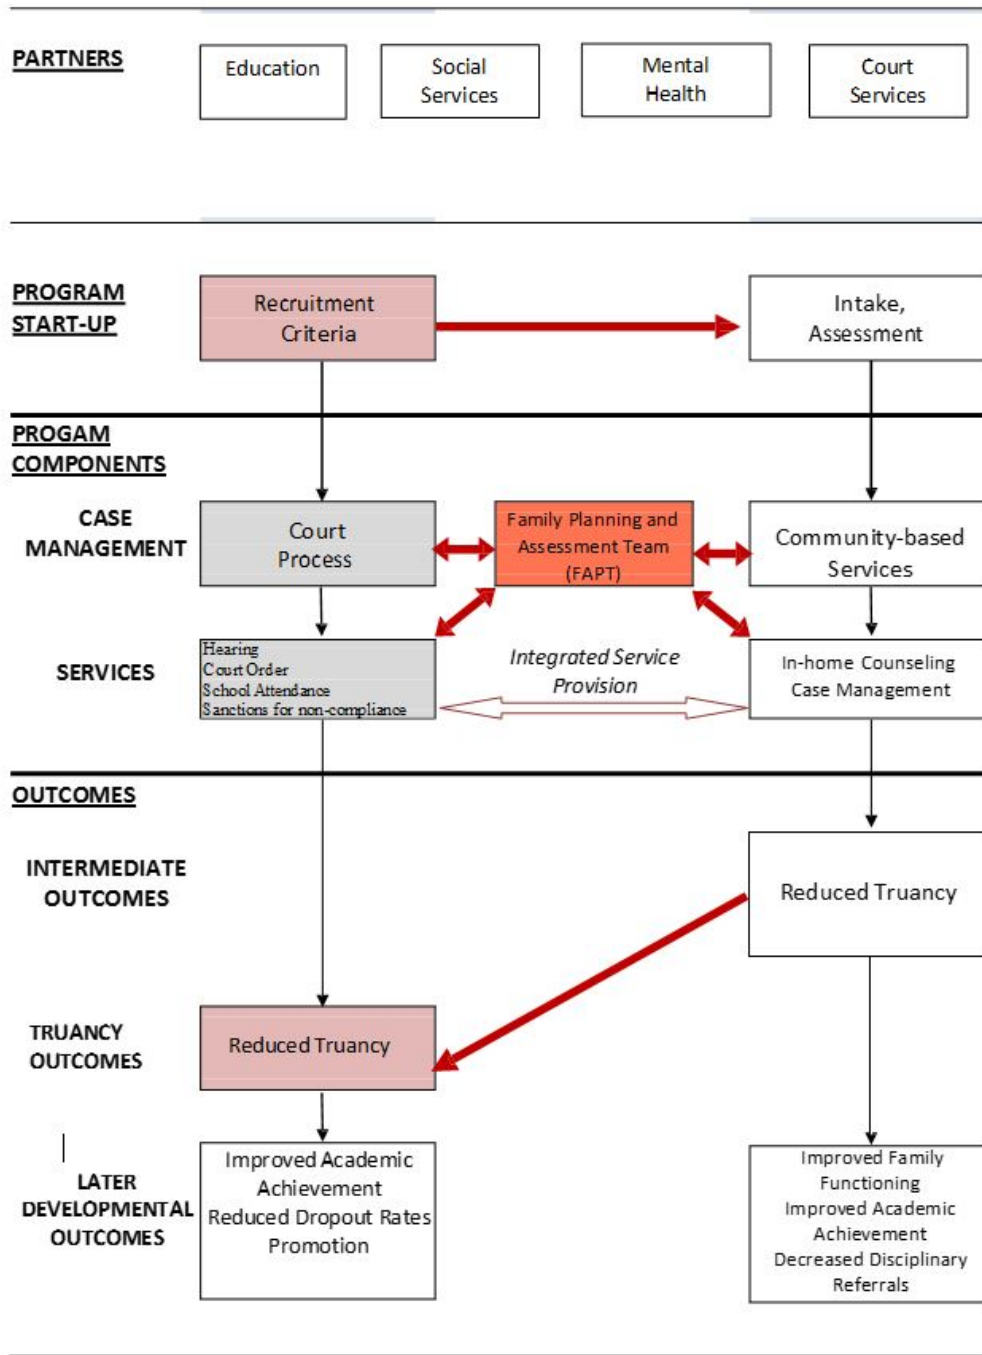 PARTNERS
Education
Social
Services
Mental
Health
Court
Services
PROGRAM
START-UP
Recruitment
Criteria
Intake,
Assessment
PROGAM
COMPONENTS
CASE
MANAGEMENT
Court
Process
Family Planning and
Assessment Team
(FAPT)
Community-based
Services
SERVICES
Hearing
Court Order
School Attendance
Sanctions for non-compliance
Integrated Service
Provision
In-home Counseling
Case Management
OUTCOMES
INTERMEDIATE
OUTCOMES
Reduced Truancy
TRUANCY
OUTCOMES
Reduced Truancy
LATER
DEVELOPMENTAL
OUTCOMES
Improved Academic
Achievement
Reduced Dropout Rates
Promotion
Improved Family
Functioning
Improved Academic
Achievement
Decreased Disciplinary
Referrals